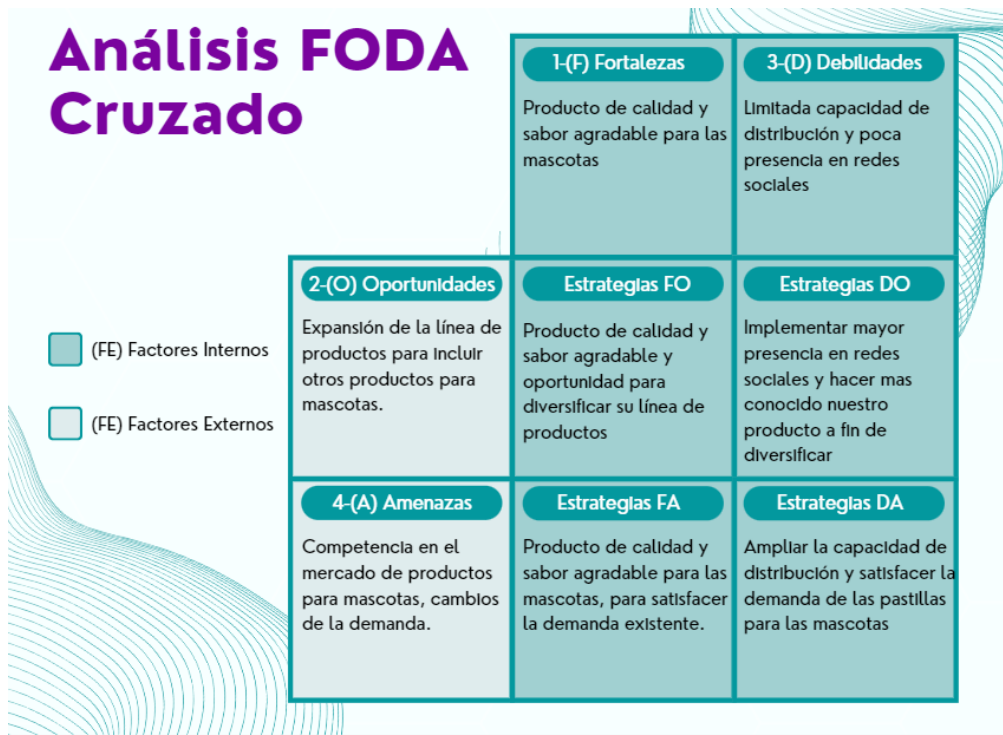 Análisis FODA
Cruzado
1-(F) Fortalezas
Producto de calidad y
sabor agradable para las
mascotas
3-(D) Debilidades
Limitada capacidad de
distribución y poca
presencia en redes
sociales
(FE) Factores Internos
(FE) Factores Externos
2-(O) Oportunidades
Expansión de la línea de
productos para incluir
otros productos para
mascotas.
Estrategias FO
Producto de calidad y
sabor agradable y
oportunidad para
diversificar su línea de
productos
Estrategias DO
Implementar mayor
presencia en redes
sociales y hacer mas
conocido nuestro
producto a fin de
diversificar
4-(A) Amenazas
Competencia en el
mercado de productos
para mascotas, cambios
de la demanda.
Estrategias FA
Producto de calidad y
sabor agradable para las
mascotas, para satisfacer
la demanda existente.
Estrategias DA
Ampliar la capacidad de
distribución y satisfacer la
demanda de las pastillas
para las mascotas